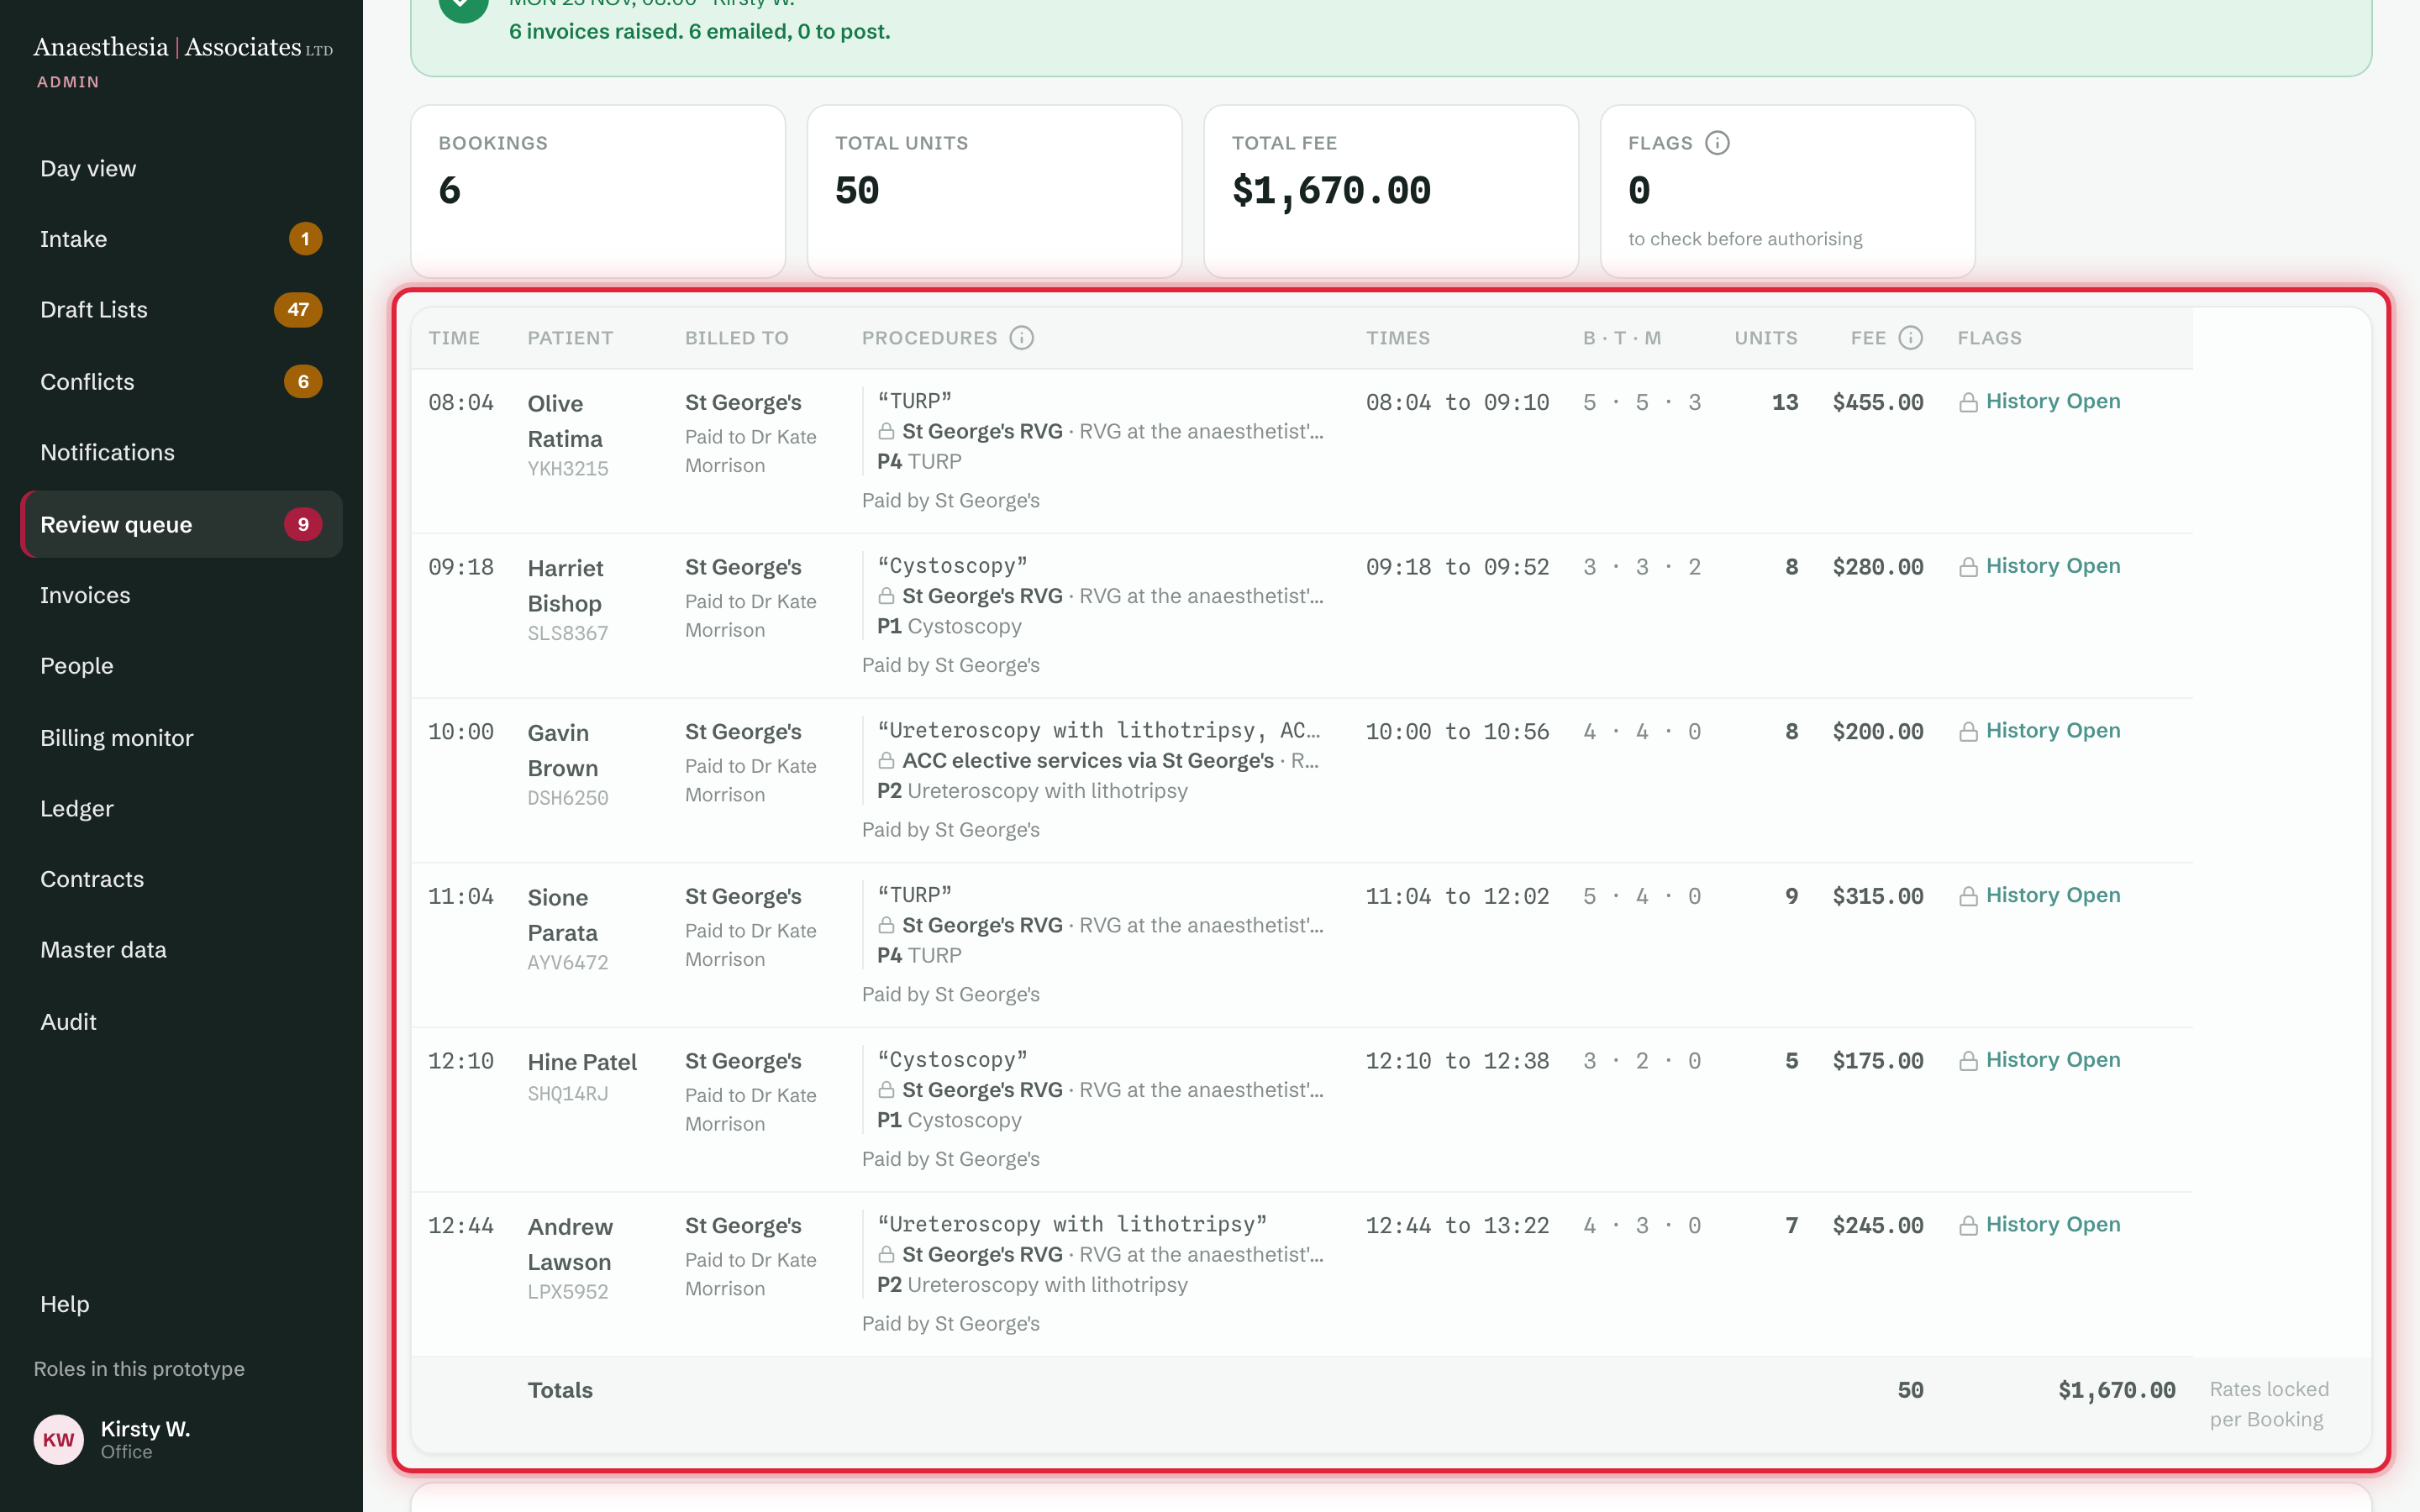 Anaesthesia | Associates LTD
ADMIN
Day view
Intake 1
Draft Lists 47
Conflicts 6
Notifications
Review queue 9
Invoices
People
Billing monitor
Ledger
Contracts
Master data
Audit
Help
Roles in this prototype
KW Kirsty W.
Office
6 invoices raised. 6 emailed, 0 to post.
BOOKINGS
6
TOTAL UNITS
50
TOTAL FEE
$1,670.00
FLAGS
0
to check before authorising
TIME PATIENT BILLED TO PROCEDURES TIMES B · T · M UNITS FEE FLAGS
08:04 Olive Ratima YKH3215 St George's Paid to Dr Kate Morrison
“TURP”
St George's RVG · RVG at the anaesthetist'...
P4 TURP
Paid by St George's
08:04 to 09:10 5 · 5 · 3 13 $455.00 History Open
09:18 Harriet Bishop SLS8367 St George's Paid to Dr Kate Morrison
“Cystoscopy”
St George's RVG · RVG at the anaesthetist'...
P1 Cystoscopy
Paid by St George's
09:18 to 09:52 3 · 3 · 2 8 $280.00 History Open
10:00 Gavin Brown DSH6250 St George's Paid to Dr Kate Morrison
“Ureteroscopy with lithotripsy, AC...
ACC elective services via St George's · R...
P2 Ureteroscopy with lithotripsy
Paid by St George's
10:00 to 10:56 4 · 4 · 0 8 $200.00 History Open
11:04 Sione Parata AYV6472 St George's Paid to Dr Kate Morrison
“TURP”
St George's RVG · RVG at the anaesthetist'...
P4 TURP
Paid by St George's
11:04 to 12:02 5 · 4 · 0 9 $315.00 History Open
12:10 Hine Patel SHQ14RJ St George's Paid to Dr Kate Morrison
“Cystoscopy”
St George's RVG · RVG at the anaesthetist'...
P1 Cystoscopy
Paid by St George's
12:10 to 12:38 3 · 2 · 0 5 $175.00 History Open
12:44 Andrew Lawson LPX5952 St George's Paid to Dr Kate Morrison
“Ureteroscopy with lithotripsy”
St George's RVG · RVG at the anaesthetist'...
P2 Ureteroscopy with lithotripsy
Paid by St George's
12:44 to 13:22 4 · 3 · 0 7 $245.00 History Open
Totals 50 $1,670.00 Rates locked per Booking